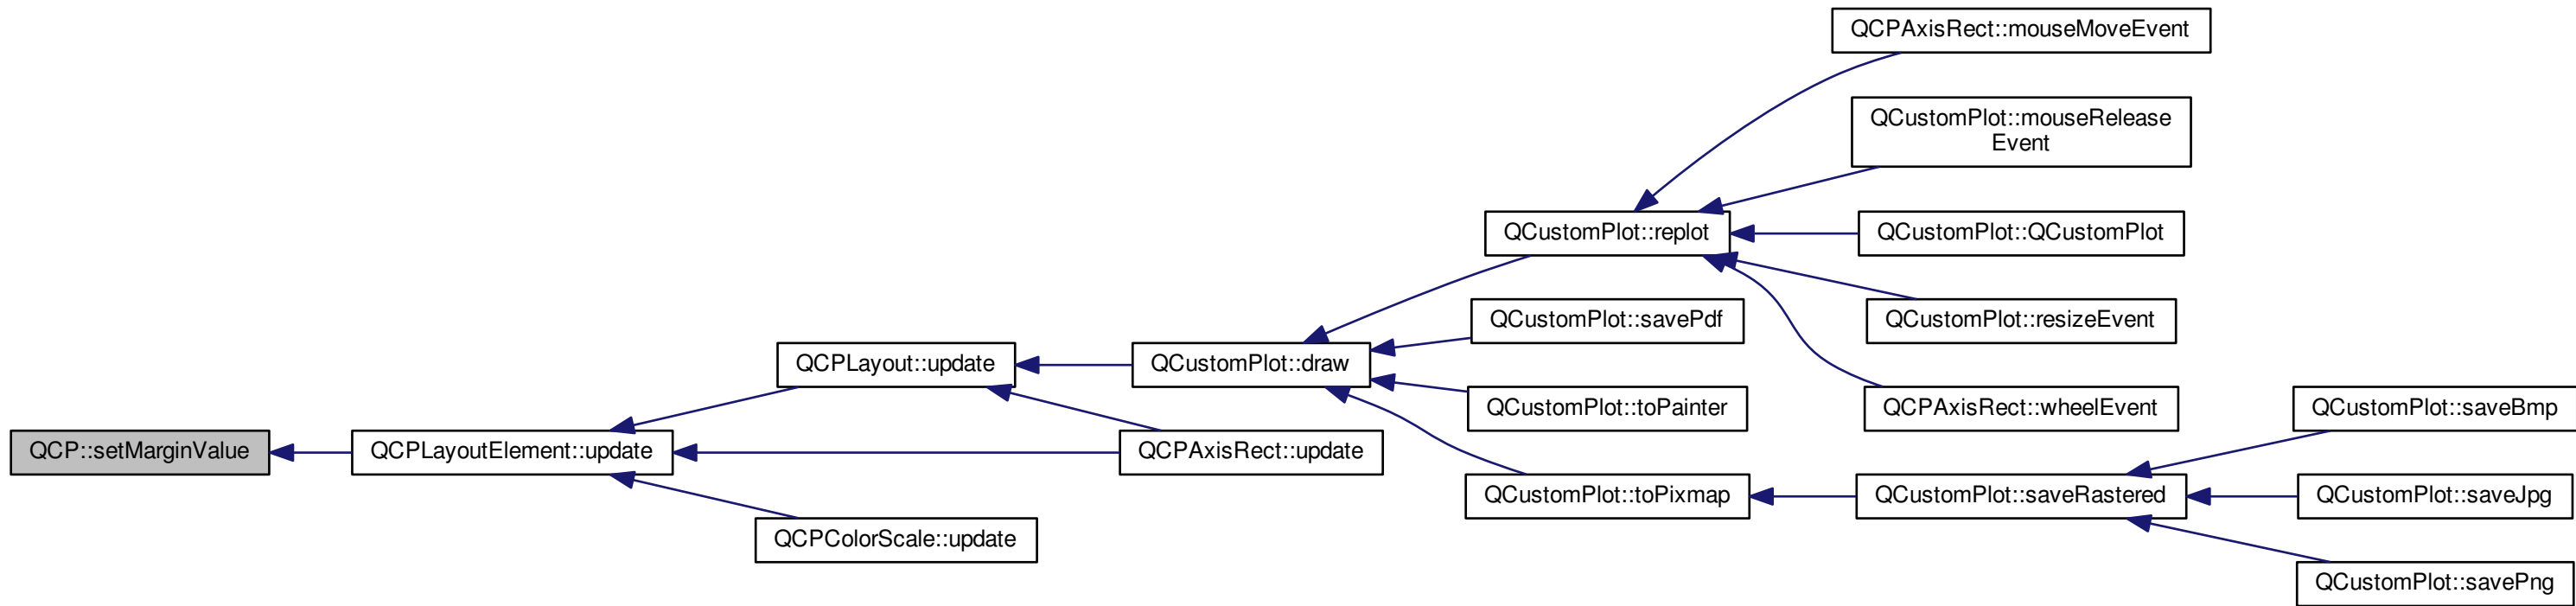 QCPAxisRect::mouseMoveEvent
QCustomPlot::mouseRelease
Event
QCustomPlot::replot
QCustomPlot::QCustomPlot
QCustomPlot::savePdf
QCustomPlot::resizeEvent
QCPLayout::update
QCustomPlot::draw
QCustomPlot::toPainter
QCPAxisRect::wheelEvent
QCustomPlot::saveBmp
QCP::setMarginValue
QCPLayoutElement::update
QCPAxisRect::update
QCustomPlot::toPixmap
QCustomPlot::saveRastered
QCustomPlot::saveJpg
QCPColorScale::update
QCustomPlot::savePng